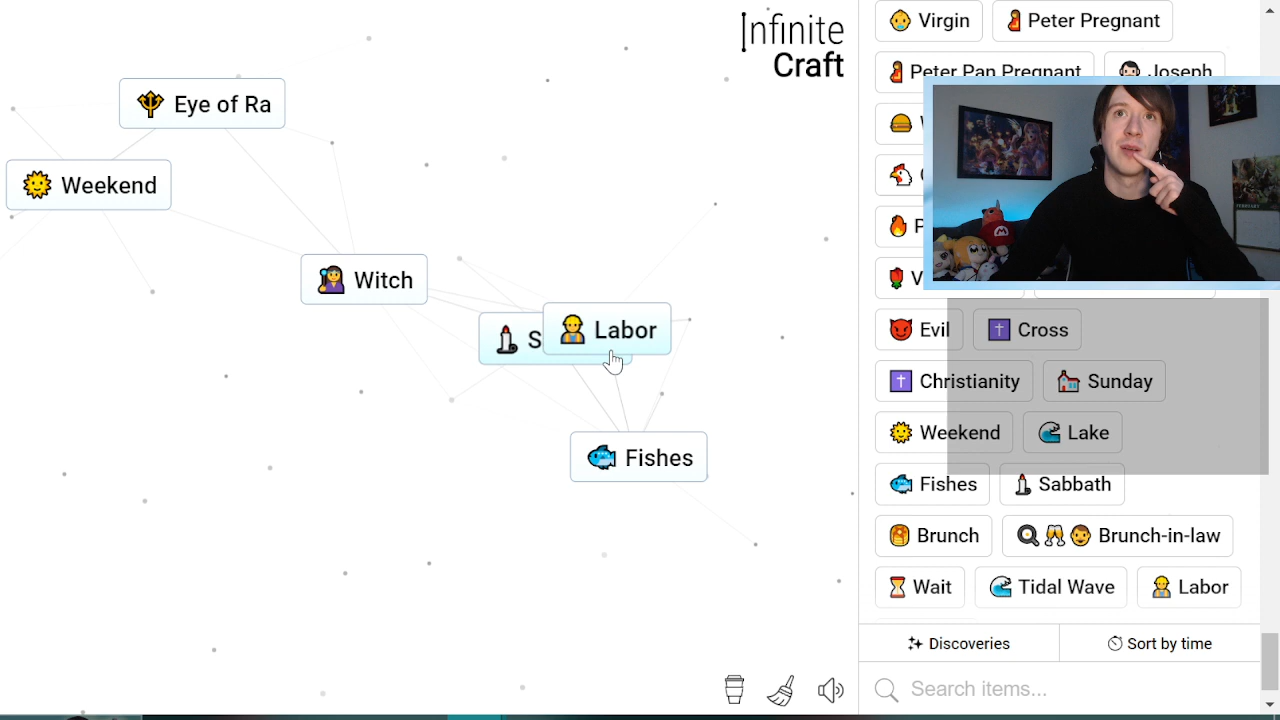 Infinite
Craft
Eye of Ra
Weekend
Witch
Labor
Fishes
Virgin
Peter Pregnant
Peter Pan Pregnant
Joseph
Evil
Cross
Christianity
Sunday
Weekend
Lake
Fishes
Sabbath
Brunch
Brunch-in-law
Wait
Tidal Wave
Labor
Discoveries
Sort by time
Search items...